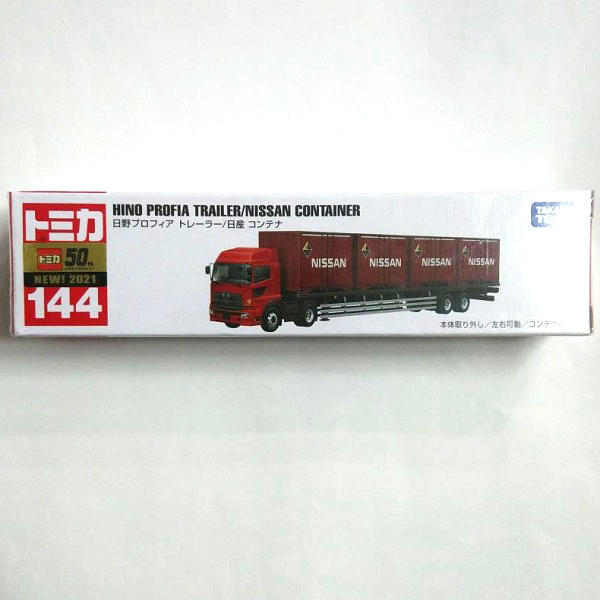 HINO PROFIA TRAILER/NISSAN CONTAINER
日野プロフィア トレーラー/日産 コンテナ
トミカ
トミカ 50th
NEW! 2021
144
NISSAN NISSAN NISSAN NISSAN
本体取り外し/左右可動/コンテナ